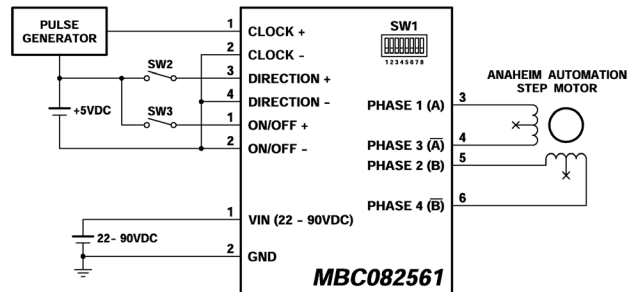 PULSE
GENERATOR
SW2
+5VDC
SW3
22- 90VDC
1 CLOCK +
2 CLOCK -
3 DIRECTION +
4 DIRECTION -
1 ON/OFF +
2 ON/OFF -
1 VIN (22 - 90VDC)
2 GND
SW1
12345678
PHASE 1 (A) 3
PHASE 3 (A̅) 4
PHASE 2 (B) 5
PHASE 4 (B̅) 6
MBC082561
ANAHEIM AUTOMATION
STEP MOTOR